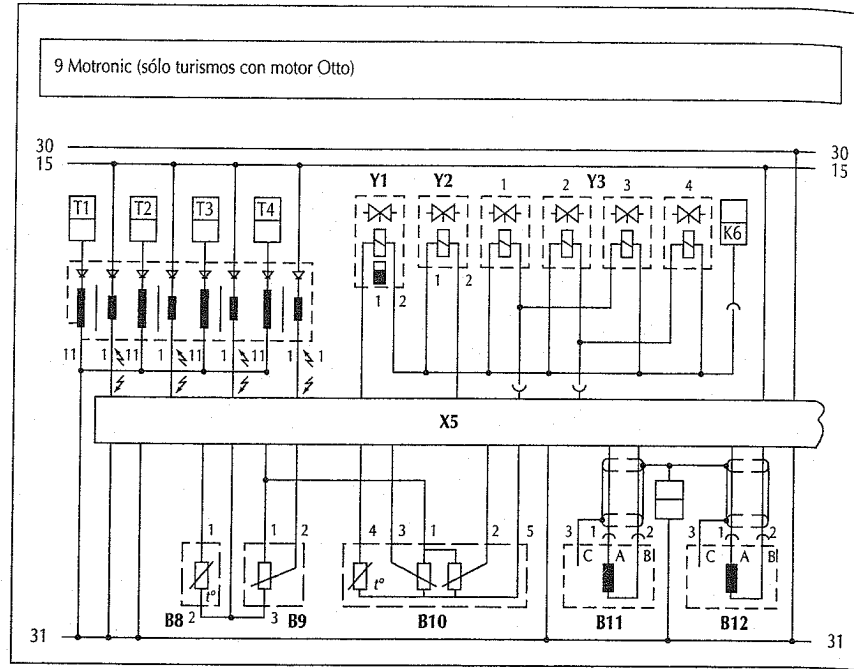 9 Motronic (sólo turismos con motor Otto)
30 30
15 15
Y1 Y2 1 2 Y3 3 4
T1 T2 T3 T4 K6
1 2 1 2
11 1 11 1 1 11 1 1
X5
1 1 2 4 3 1 2 5 3 1 2 3 1 2
C A B C A B
t° t°
B8 2 3 B9 B10 B11 B12
31 31